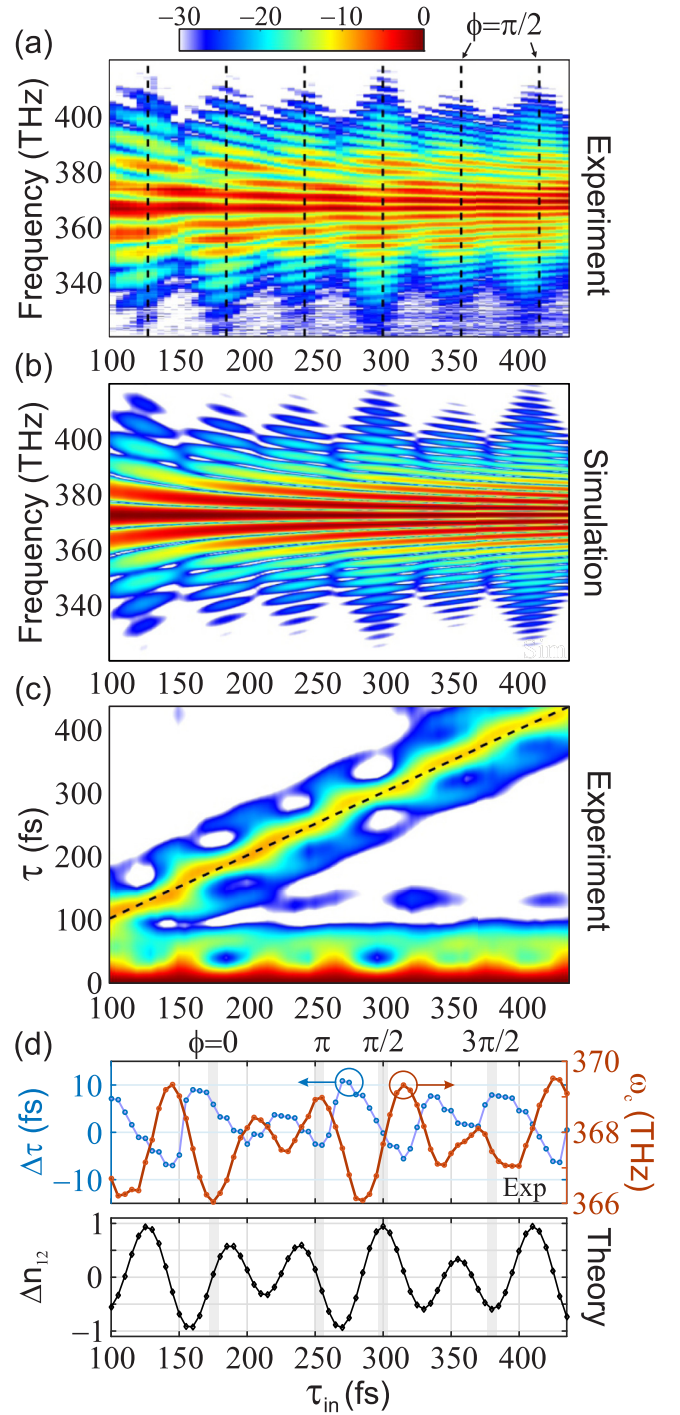 −30 −20 −10 0
ϕ=π/2
(a)
Frequency (THz)
400
380
360
340
Experiment
100 150 200 250 300 350 400
(b)
Frequency (THz)
400
380
360
340
Simulation
Sim
100 150 200 250 300 350 400
(c)
τ (fs)
400
300
200
100
0
Experiment
100 150 200 250 300 350 400
(d)
ϕ=0 π π/2 3π/2
Δτ (fs)
10
0
−10
370
368
366
ω_c (THz)
Exp
Δn₁₂
1
0
−1
Theory
100 150 200 250 300 350 400
τ_in (fs)